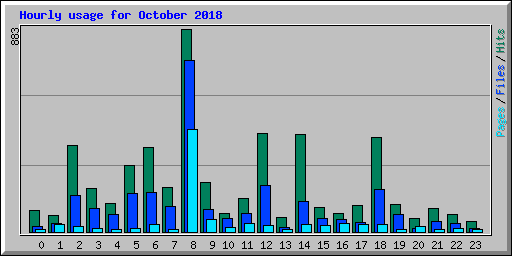 Hourly usage for October 2018
883
Pages/Files/Hits
0 1 2 3 4 5 6 7 8 9 10 11 12 13 14 15 16 17 18 19 20 21 22 23